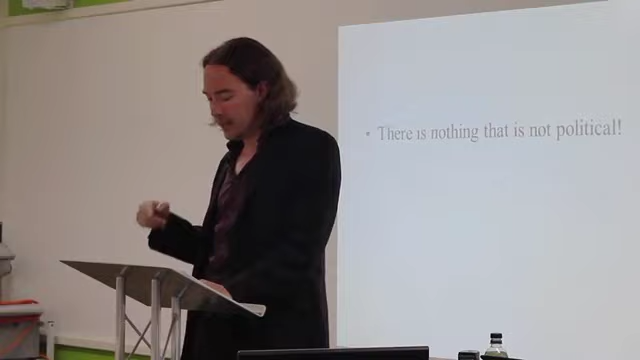 • There is nothing that is not political!